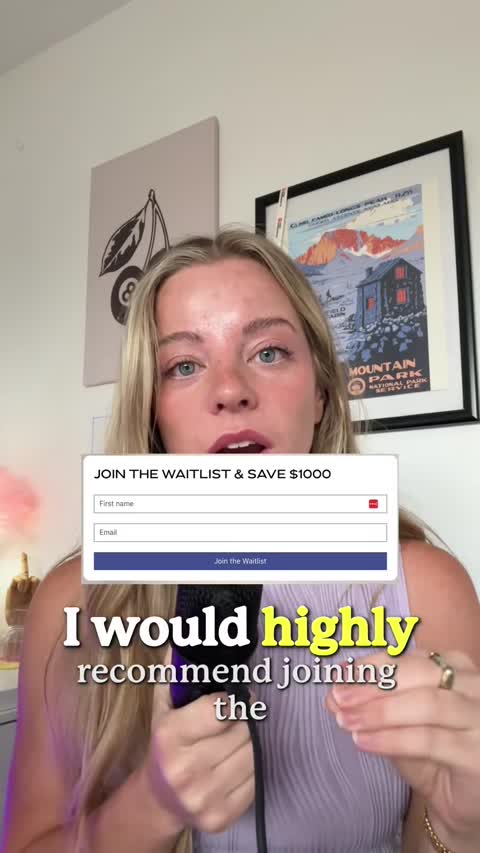 MOUNTAIN
PARK
NATIONAL PARK
SERVICE
JOIN THE WAITLIST & SAVE $1000
First name
Email
Join the Waitlist
I would highly
recommend joining
the